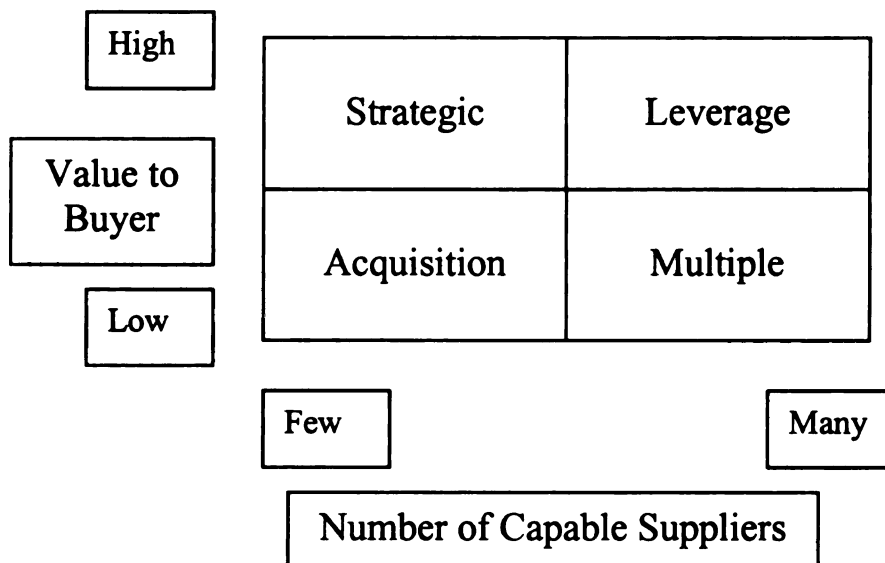 High
Strategic
Leverage
Value to
Buyer
Acquisition
Multiple
Low
Few
Many
Number of Capable Suppliers